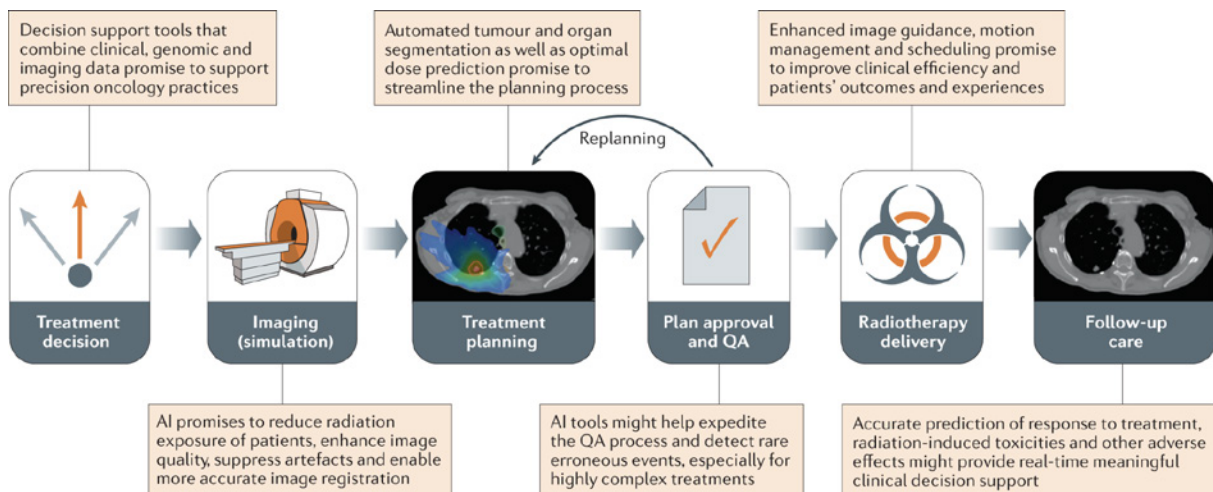 Decision support tools that
combine clinical, genomic and
imaging data promise to support
precision oncology practices
Automated tumour and organ
segmentation as well as optimal
dose prediction promise to
streamline the planning process
Enhanced image guidance, motion
management and scheduling promise
to improve clinical efficiency and
patients' outcomes and experiences
Replanning
Treatment
decision
Imaging
(simulation)
Treatment
planning
Plan approval
and QA
Radiotherapy
delivery
Follow-up
care
AI promises to reduce radiation
exposure of patients, enhance image
quality, suppress artefacts and enable
more accurate image registration
AI tools might help expedite
the QA process and detect rare
erroneous events, especially for
highly complex treatments
Accurate prediction of response to treatment,
radiation-induced toxicities and other adverse
effects might provide real-time meaningful
clinical decision support